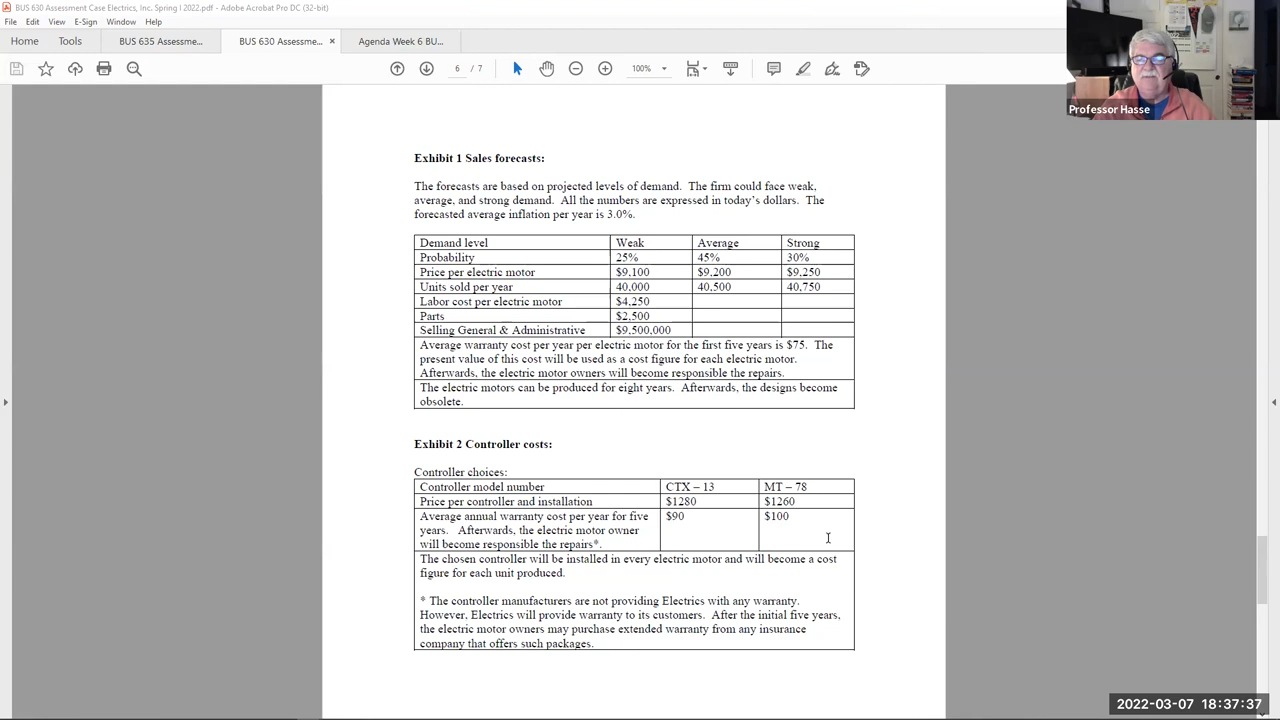 BUS 630 Assessment Case Electrics, Inc. Spring I 2022.pdf - Adobe Acrobat Pro DC (32-bit)
File Edit View E-Sign Window Help
Home Tools BUS 635 Assessme... BUS 630 Assessme... × Agenda Week 6 BU...
6 / 7 100%
Professor Hasse
Exhibit 1 Sales forecasts:
The forecasts are based on projected levels of demand. The firm could face weak,
average, and strong demand. All the numbers are expressed in today's dollars. The
forecasted average inflation per year is 3.0%.
Demand level Weak Average Strong
Probability 25% 45% 30%
Price per electric motor $9,100 $9,200 $9,250
Units sold per year 40,000 40,500 40,750
Labor cost per electric motor $4,250
Parts $2,500
Selling General & Administrative $9,500,000
Average warranty cost per year per electric motor for the first five years is $75. The
present value of this cost will be used as a cost figure for each electric motor.
Afterwards, the electric motor owners will become responsible the repairs.
The electric motors can be produced for eight years. Afterwards, the designs become
obsolete.
Exhibit 2 Controller costs:
Controller choices:
Controller model number CTX – 13 MT – 78
Price per controller and installation $1280 $1260
Average annual warranty cost per year for five $90 $100
years. Afterwards, the electric motor owner
will become responsible the repairs*.
The chosen controller will be installed in every electric motor and will become a cost
figure for each unit produced.
* The controller manufacturers are not providing Electrics with any warranty.
However, Electrics will provide warranty to its customers. After the initial five years,
the electric motor owners may purchase extended warranty from any insurance
company that offers such packages.
2022-03-07 18:37:37